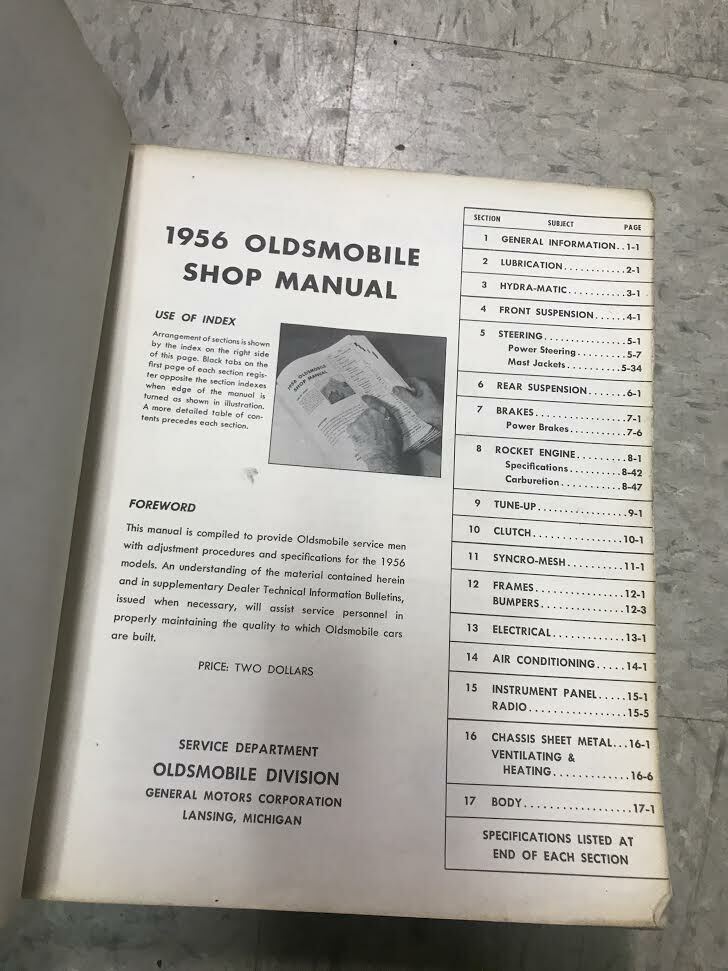 1956 OLDSMOBILE
SHOP MANUAL
USE OF INDEX
Arrangement of sections is shown
by the index on the right side
of this page. Black tabs on the
first page of each section regis-
ter opposite the section indexes
when edge of the manual is
turned as shown in illustration.
A more detailed table of con-
tents precedes each section.
1956 OLDSMOBILE
SHOP MANUAL
FOREWORD
This manual is compiled to provide Oldsmobile service men
with adjustment procedures and specifications for the 1956
models. An understanding of the material contained herein
and in supplementary Dealer Technical Information Bulletins,
issued when necessary, will assist service personnel in
properly maintaining the quality to which Oldsmobile cars
are built.
PRICE: TWO DOLLARS
SERVICE DEPARTMENT
OLDSMOBILE DIVISION
GENERAL MOTORS CORPORATION
LANSING, MICHIGAN
SECTION SUBJECT PAGE
1 GENERAL INFORMATION..1-1
2 LUBRICATION...........2-1
3 HYDRA-MATIC..........3-1
4 FRONT SUSPENSION......4-1
5 STEERING..............5-1
Power Steering.........5-7
Mast Jackets..........5-34
6 REAR SUSPENSION.......6-1
7 BRAKES................7-1
Power Brakes..........7-6
8 ROCKET ENGINE.........8-1
Specifications.........8-42
Carburetion...........8-47
9 TUNE-UP...............9-1
10 CLUTCH...............10-1
11 SYNCRO-MESH..........11-1
12 FRAMES...............12-1
BUMPERS..............12-3
13 ELECTRICAL............13-1
14 AIR CONDITIONING.....14-1
15 INSTRUMENT PANEL.....15-1
RADIO.................15-5
16 CHASSIS SHEET METAL...16-1
VENTILATING &
HEATING.............16-6
17 BODY..................17-1
SPECIFICATIONS LISTED AT
END OF EACH SECTION